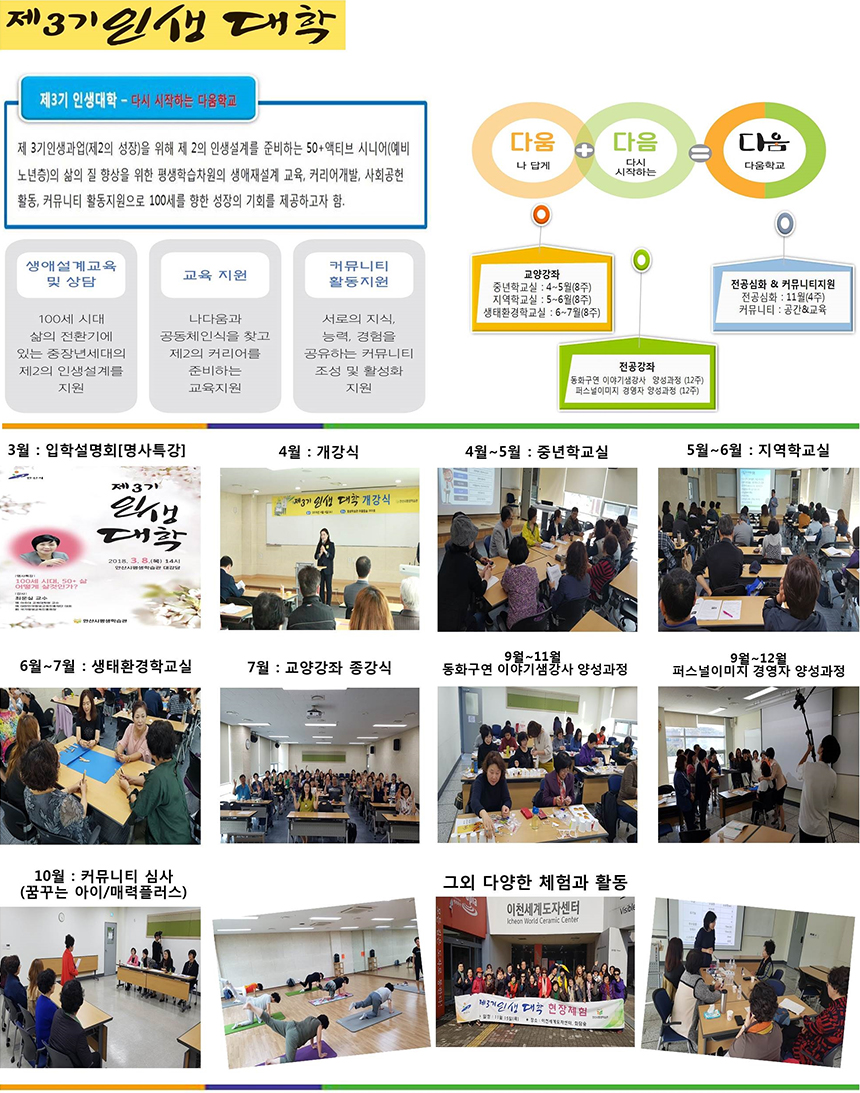 제3기 인생 대학
제3기 인생대학 – 다시 시작하는 다움학교
제 3기인생과업(제2의 성장)을 위해 제 2의 인생설계를 준비하는 50+액티브 시니어(예비
노년층)의 삶의 질 향상을 위한 평생학습차원의 생애재설계 교육, 커리어개발, 사회공헌
활동, 커뮤니티 활동지원으로 100세를 향한 성장의 기회를 제공하고자 함.
생애설계교육
및 상담
100세 시대
삶의 전환기에
있는 중장년세대의
제2의 인생설계를
지원
교육 지원
나다움과
공동체인식을 찾고
제2의 커리어를
준비하는
교육지원
커뮤니티
활동지원
서로의 지식,
능력, 경험을
공유하는 커뮤니티
조성 및 활성화
지원
다움
나 답게
다음
다시
시작하는
다움
다움학교
교양강좌
중년학교실 : 4~5월(8주)
지역학교실 : 5~6월(8주)
생태환경학교실 : 6~7월(8주)
전공강좌
동화구연 이야기샘강사 양성과정 (12주)
퍼스널이미지 경영자 양성과정 (12주)
전공심화 & 커뮤니티지원
전공심화 : 11월(4주)
커뮤니티 : 공간&교육
3월 : 입학설명회[명사특강]
제3기
인생
대학
2018. 3. 8.(목) 14시
안산시평생학습관 대강당
100세 시대, 50+ 삶
어떻게 살것인가?
최운실 교수
안산시평생학습관
4월 : 개강식
제3기 인생 대학 개강식
4월~5월 : 중년학교실
5월~6월 : 지역학교실
6월~7월 : 생태환경학교실
7월 : 교양강좌 종강식
9월~11월
동화구연 이야기샘강사 양성과정
9월~12월
퍼스널이미지 경영자 양성과정
10월 : 커뮤니티 심사
(꿈꾸는 아이/매력플러스)
그외 다양한 체험과 활동
이천세계도자센터
Icheon World Ceramic Center
Visible
제3기 인생 대학 현장체험